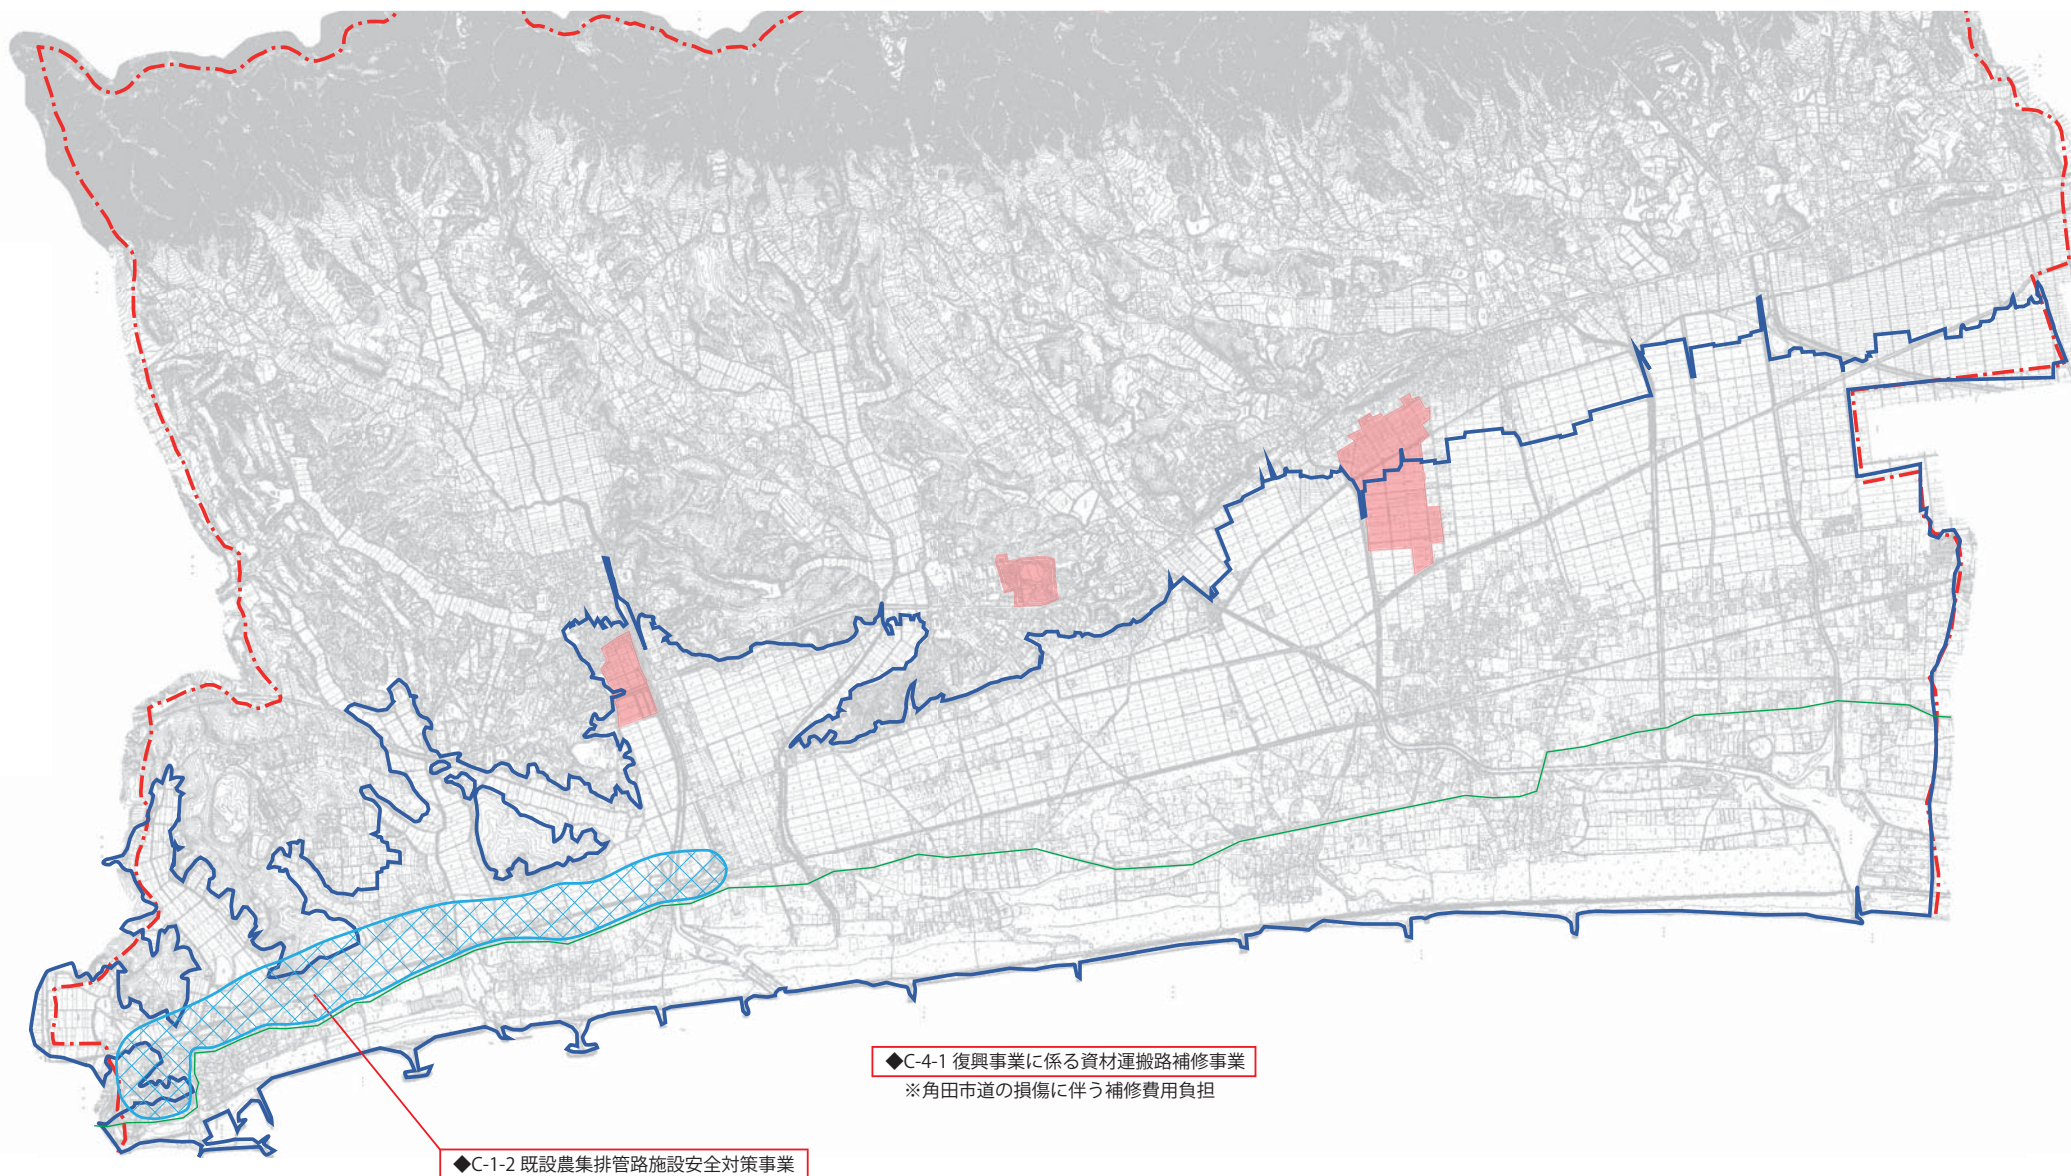 ◆C-4-1 復興事業に係る資材運搬路補修事業
※角田市道の損傷に伴う補修費用負担
◆C-1-2 既設農集排管路施設安全対策事業